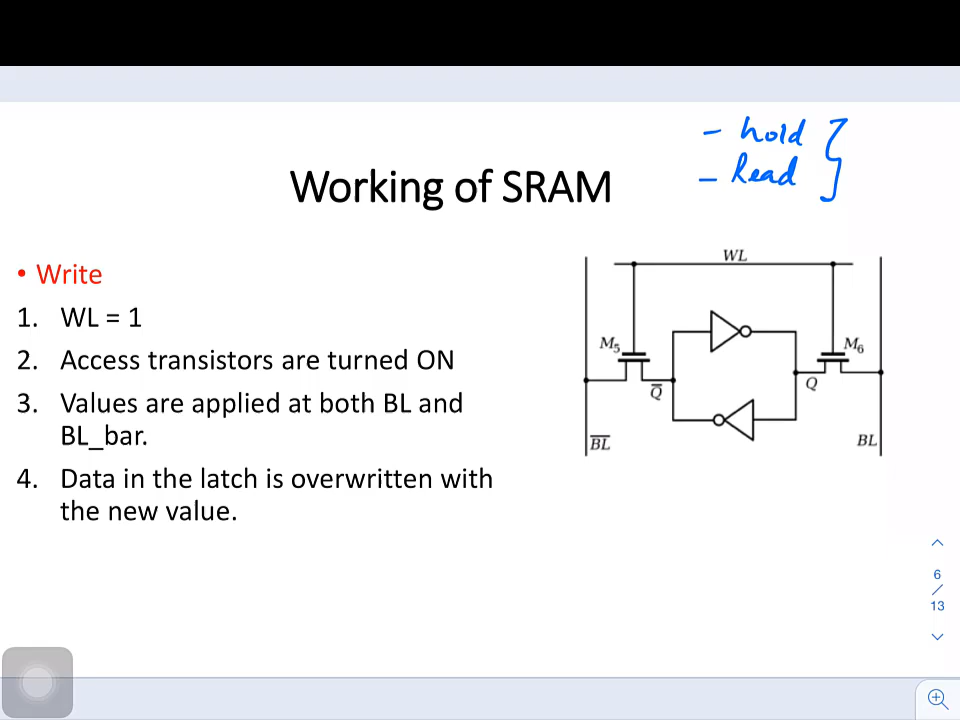 - hold
- Read
Working of SRAM
• Write
1. WL = 1
2. Access transistors are turned ON
3. Values are applied at both BL and
BL_bar.
4. Data in the latch is overwritten with
the new value.
WL
M5
M6
Q̅
Q
B̅L̅
BL
6
/
13